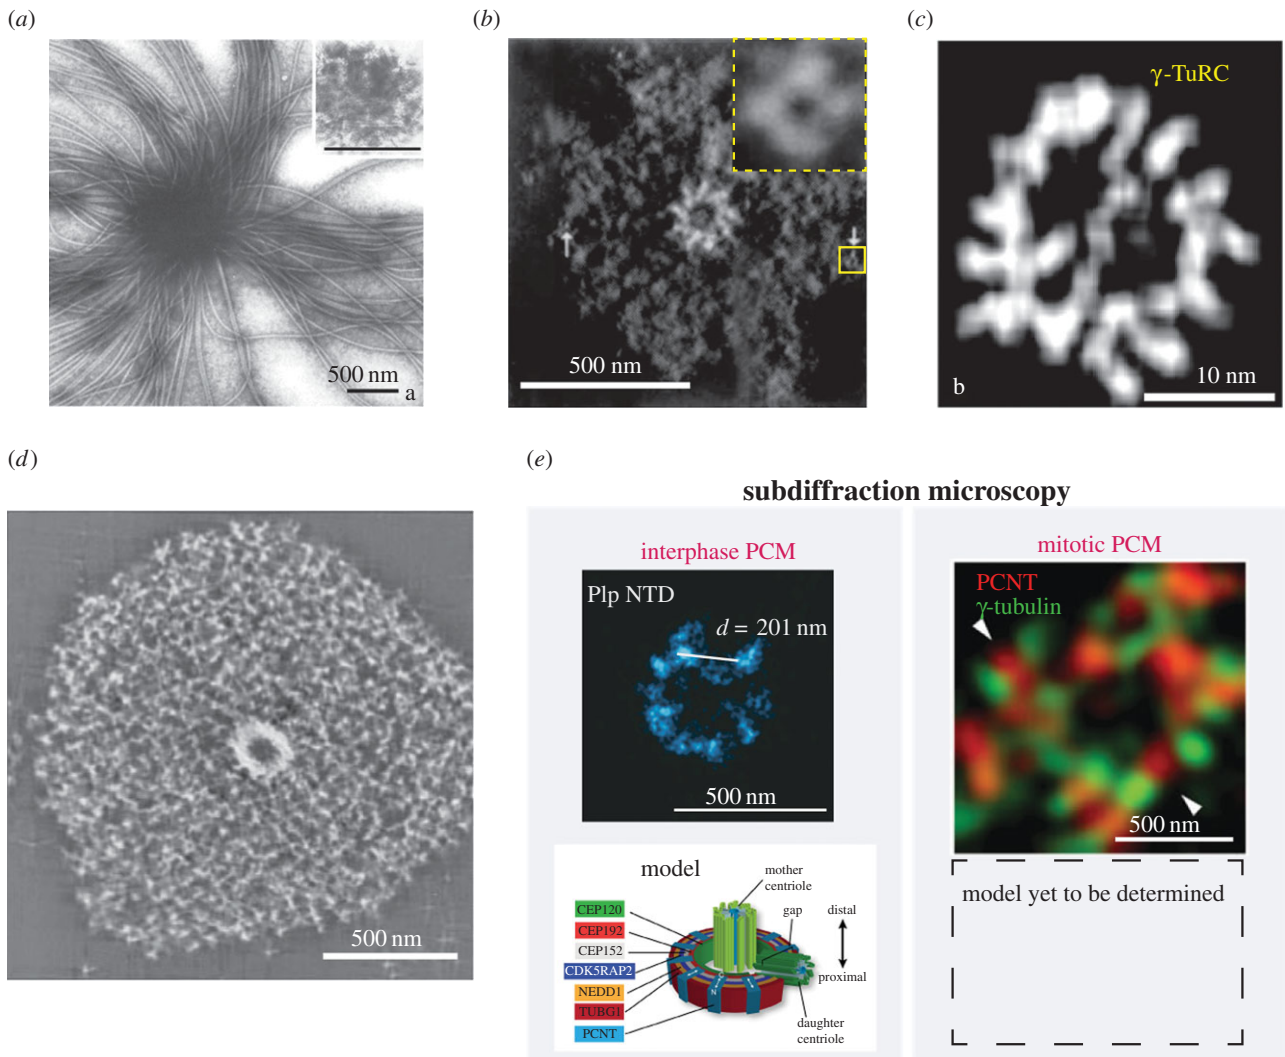 (a)
500 nm
a
(b)
500 nm
(c)
γ-TuRC
b
10 nm
(d)
500 nm
(e)
subdiffraction microscopy
interphase PCM
Plp NTD
d = 201 nm
500 nm
model
CEP120
CEP192
CEP152
CDK5RAP2
NEDD1
TUBG1
PCNT
mother
centriole
gap
distal
proximal
daughter
centriole
N
mitotic PCM
PCNT
γ-tubulin
500 nm
model yet to be determined